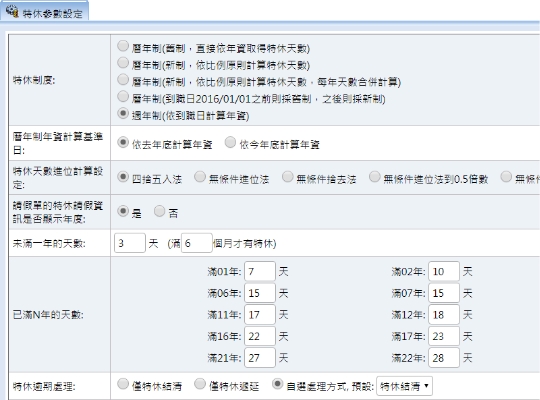 特休參數設定
特休制度:
曆年制(舊制，直接依年資取得特休天數)
曆年制(新制，依比例原則計算特休天數)
曆年制(新制，依比例原則計算特休天數，每年天數合併計算)
曆年制(到職日2016/01/01之前則採舊制，之後則採新制)
週年制(依到職日計算年資)
曆年制年資計算基準日:
依去年底計算年資 依今年底計算年資
特休天數進位計算設定:
四捨五入法 無條件進位法 無條件捨去法 無條件進位法到0.5倍數 無條件
請假單的特休請假資訊是否顯示年度:
是 否
未滿一年的天數: 3 天 (滿 6 個月才有特休)
已滿N年的天數:
滿01年: 7 天 滿02年: 10 天
滿06年: 15 天 滿07年: 15 天
滿11年: 17 天 滿12年: 18 天
滿16年: 22 天 滿17年: 23 天
滿21年: 27 天 滿22年: 28 天
特休逾期處理: 僅特休結清 僅特休遞延 自選處理方式, 預設: 特休結清